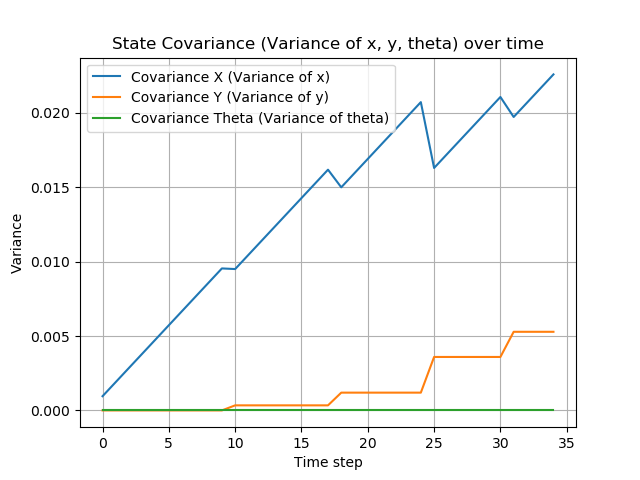 State Covariance (Variance of x, y, theta) over time
Covariance X (Variance of x)
Covariance Y (Variance of y)
Covariance Theta (Variance of theta)
Variance
0.020
0.015
0.010
0.005
0.000
0 5 10 15 20 25 30 35
Time step